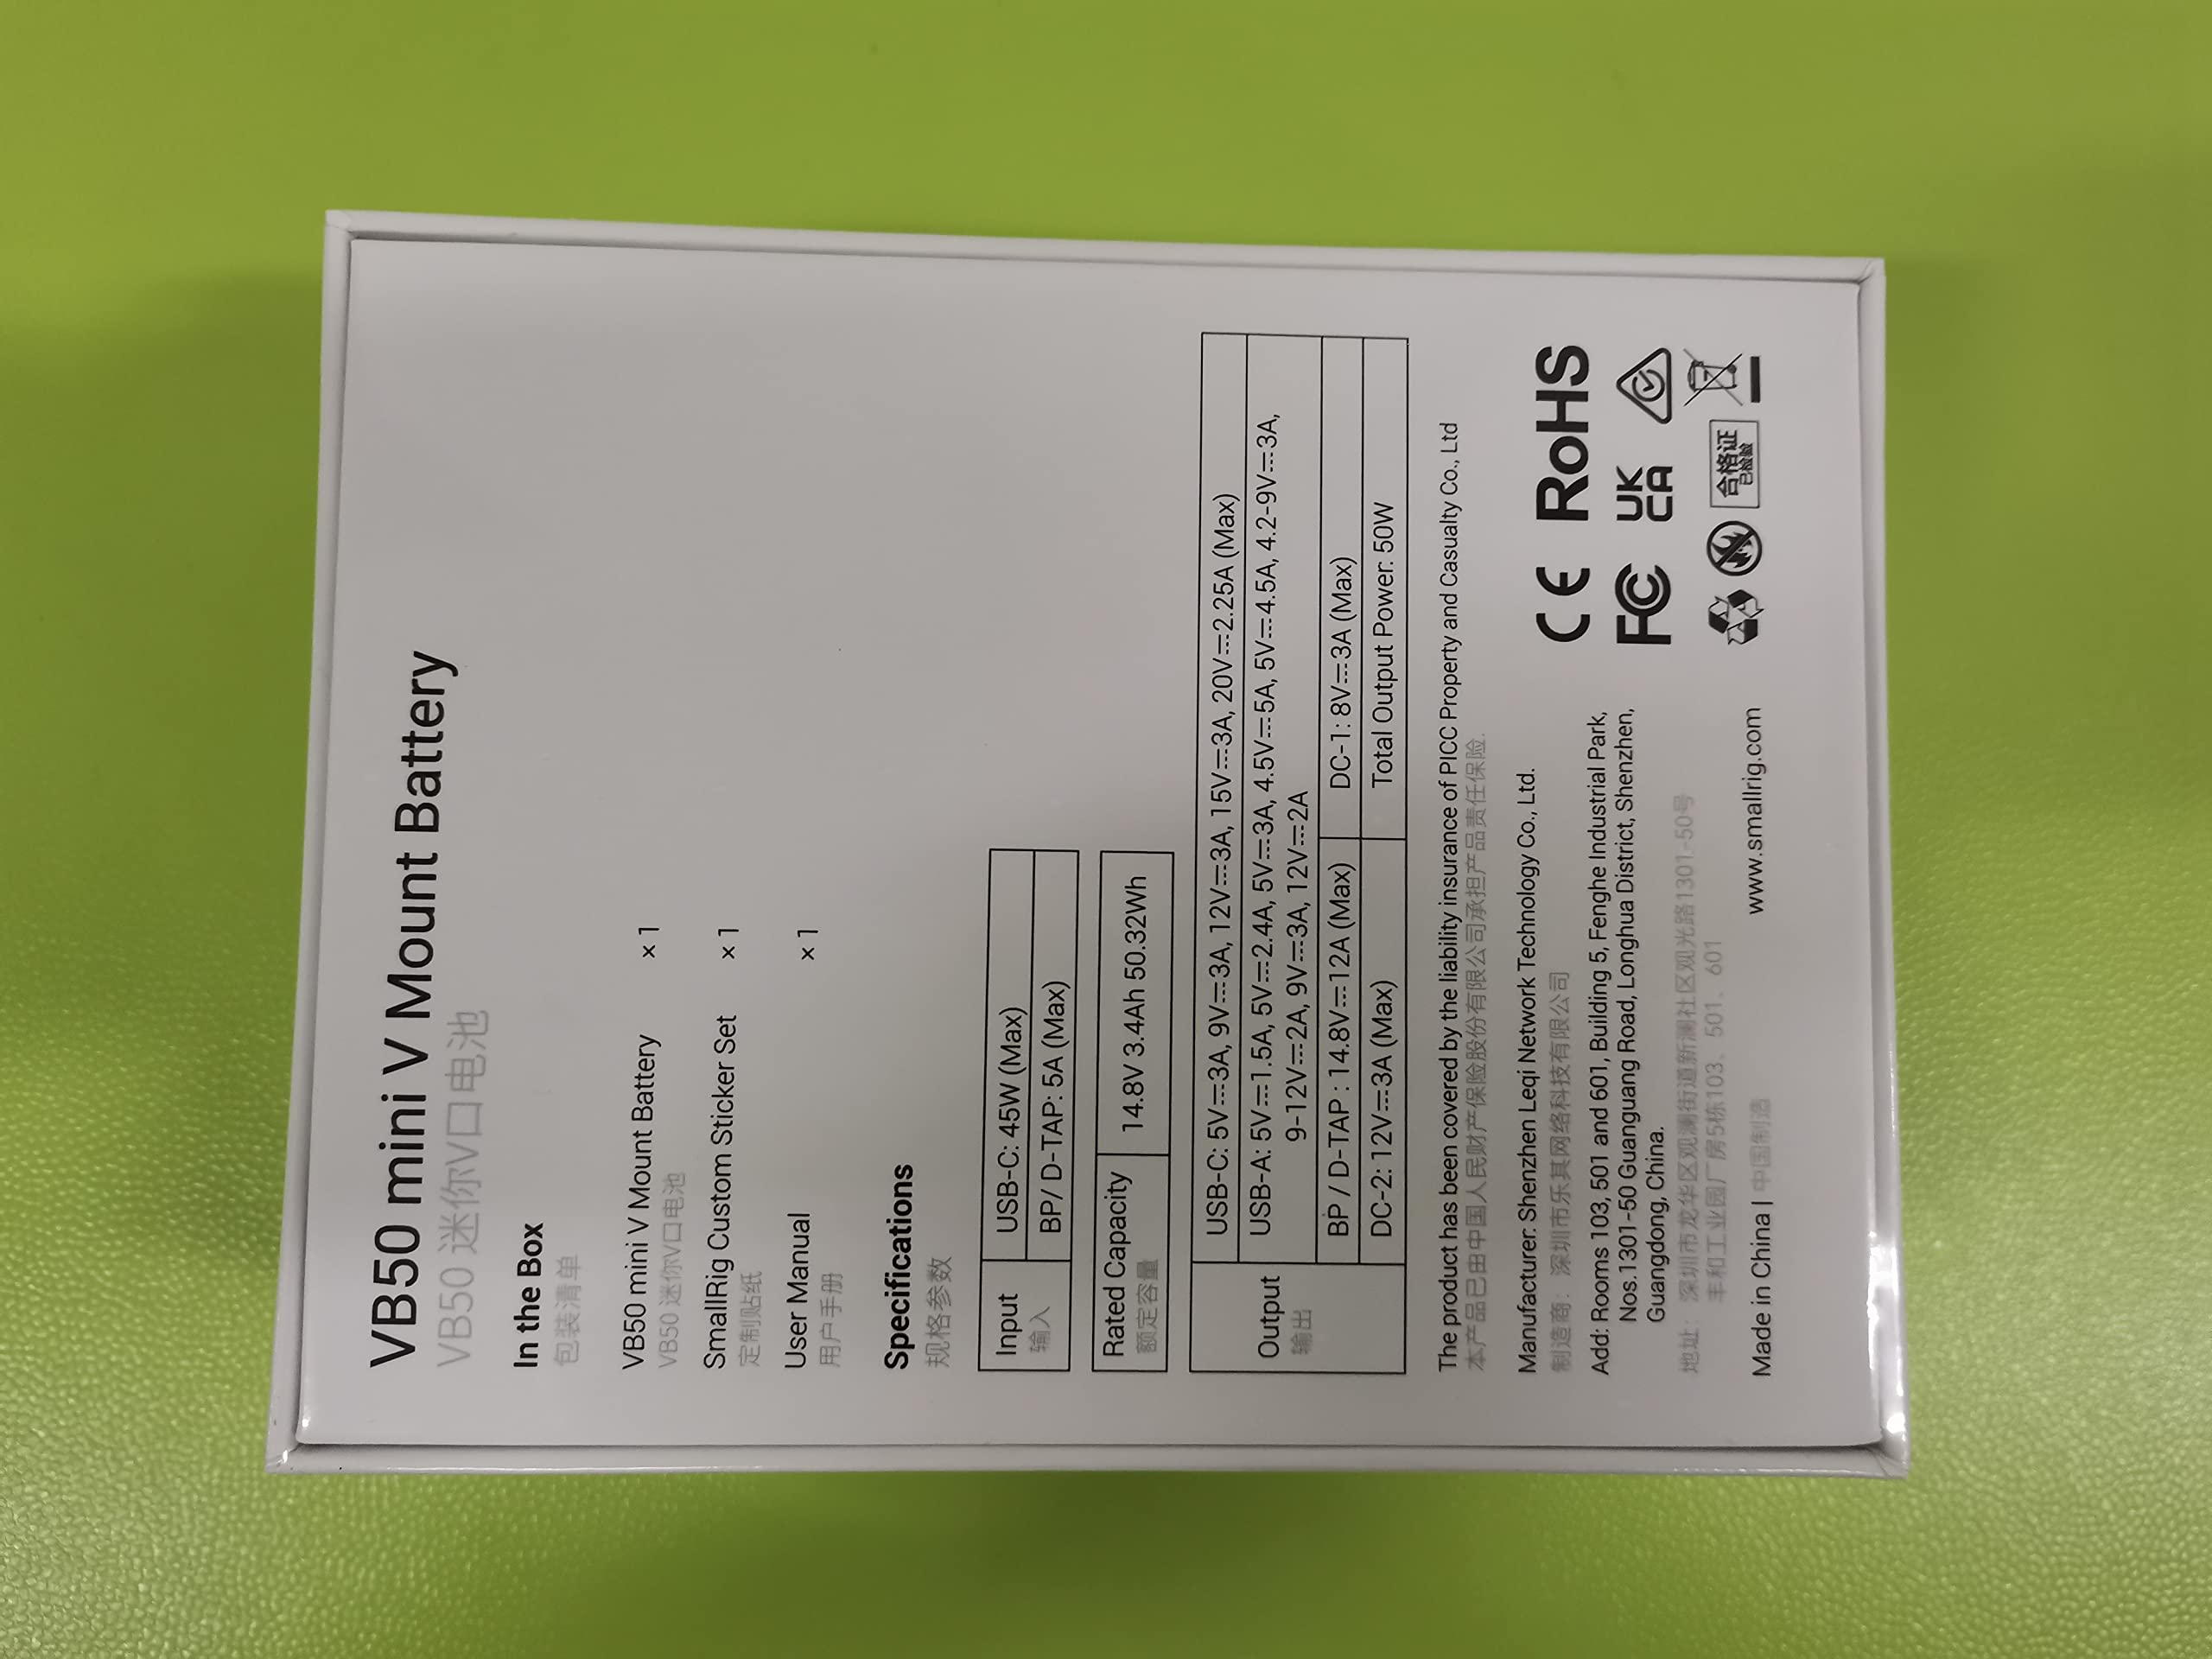 VB50 mini V Mount Battery
VB50 迷你V口电池
In the Box
包装清单
VB50 mini V Mount Battery ×1
VB50 迷你V口电池
SmallRig Custom Sticker Set ×1
定制贴纸
User Manual ×1
用户手册
Specifications
规格参数
Input USB-C: 45W (Max)
输入 BP/ D-TAP: 5A (Max)
Rated Capacity 14.8V 3.4Ah 50.32Wh
额定容量
USB-C: 5V⎓3A, 9V⎓3A, 12V⎓3A, 15V⎓3A, 20V⎓2.25A (Max)
Output USB-A: 5V⎓1.5A, 5V⎓2.4A, 5V⎓3A, 4.5V⎓5A, 5V⎓4.5A, 4.2-9V⎓3A,
输出 9-12V⎓2A, 9V⎓3A, 12V⎓2A
BP / D-TAP : 14.8V⎓12A (Max) DC-1: 8V⎓3A (Max)
DC-2: 12V⎓3A (Max) Total Output Power: 50W
The product has been covered by the liability insurance of PICC Property and Casualty Co., Ltd
本产品已由中国人民财产保险股份有限公司承担产品责任保险.
Manufacturer: Shenzhen Leqi Network Technology Co., Ltd.
制造商：深圳市乐其网络科技有限公司
Add: Rooms 103, 501 and 601, Building 5, Fenghe Industrial Park,
Nos.1301-50 Guanguang Road, Longhua District, Shenzhen,
Guangdong, China.
地址：深圳市龙华区观澜街道新澜社区观光路1301-50号
丰和工业园厂房5栋103、501、601
Made in China | 中国制造 www.smallrig.com
CE RoHS
FC UK
CA
合格证
已检验